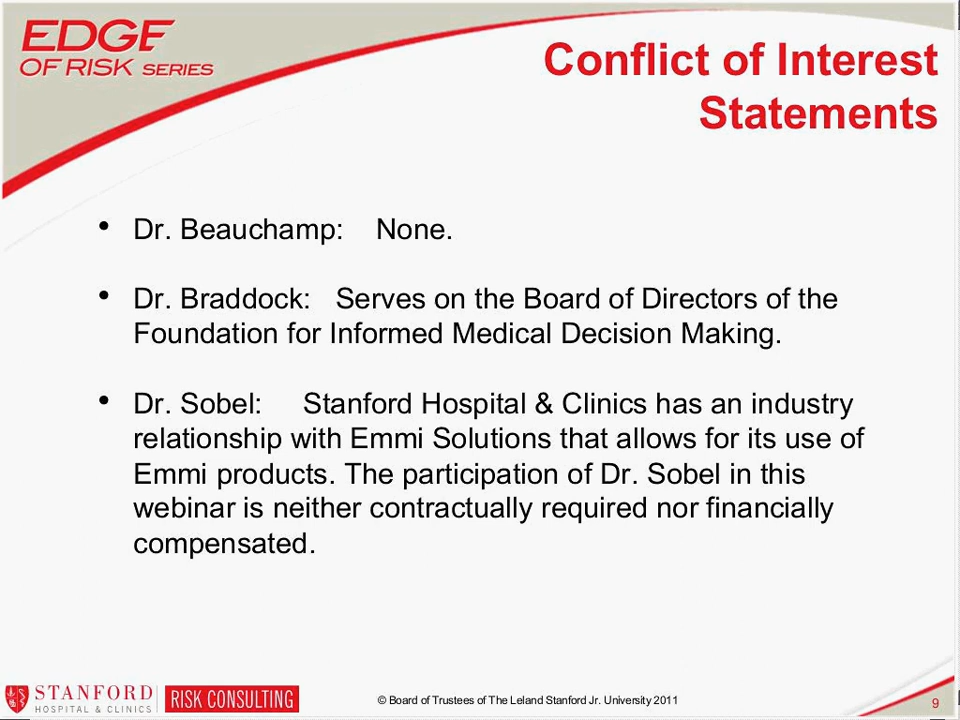 EDGE
OF RISK SERIES
Conflict of Interest
Statements
• Dr. Beauchamp: None.
• Dr. Braddock: Serves on the Board of Directors of the
Foundation for Informed Medical Decision Making.
• Dr. Sobel: Stanford Hospital & Clinics has an industry
relationship with Emmi Solutions that allows for its use of
Emmi products. The participation of Dr. Sobel in this
webinar is neither contractually required nor financially
compensated.
STANFORD
HOSPITAL & CLINICS
RISK CONSULTING
© Board of Trustees of The Leland Stanford Jr. University 2011
9